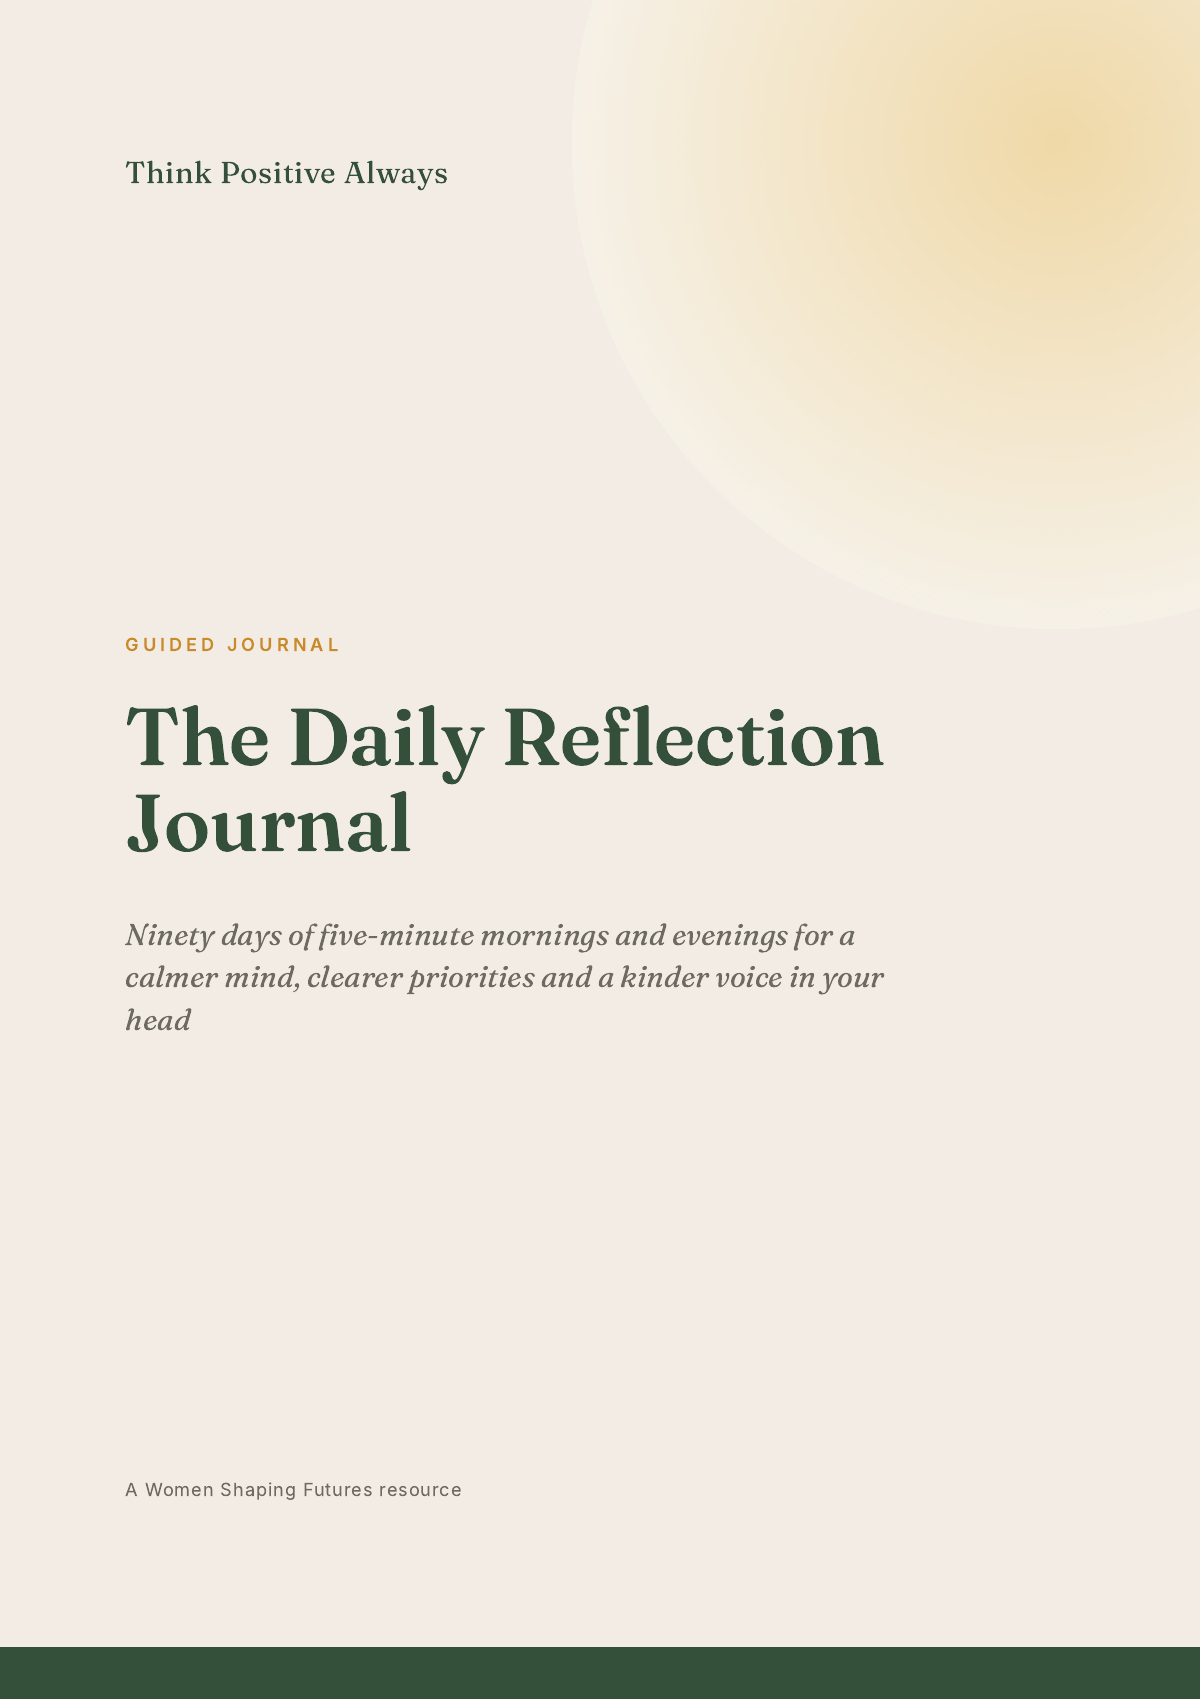 Think Positive Always
GUIDED JOURNAL
The Daily Reflection
Journal
Ninety days of five-minute mornings and evenings for a
calmer mind, clearer priorities and a kinder voice in your
head
A Women Shaping Futures resource